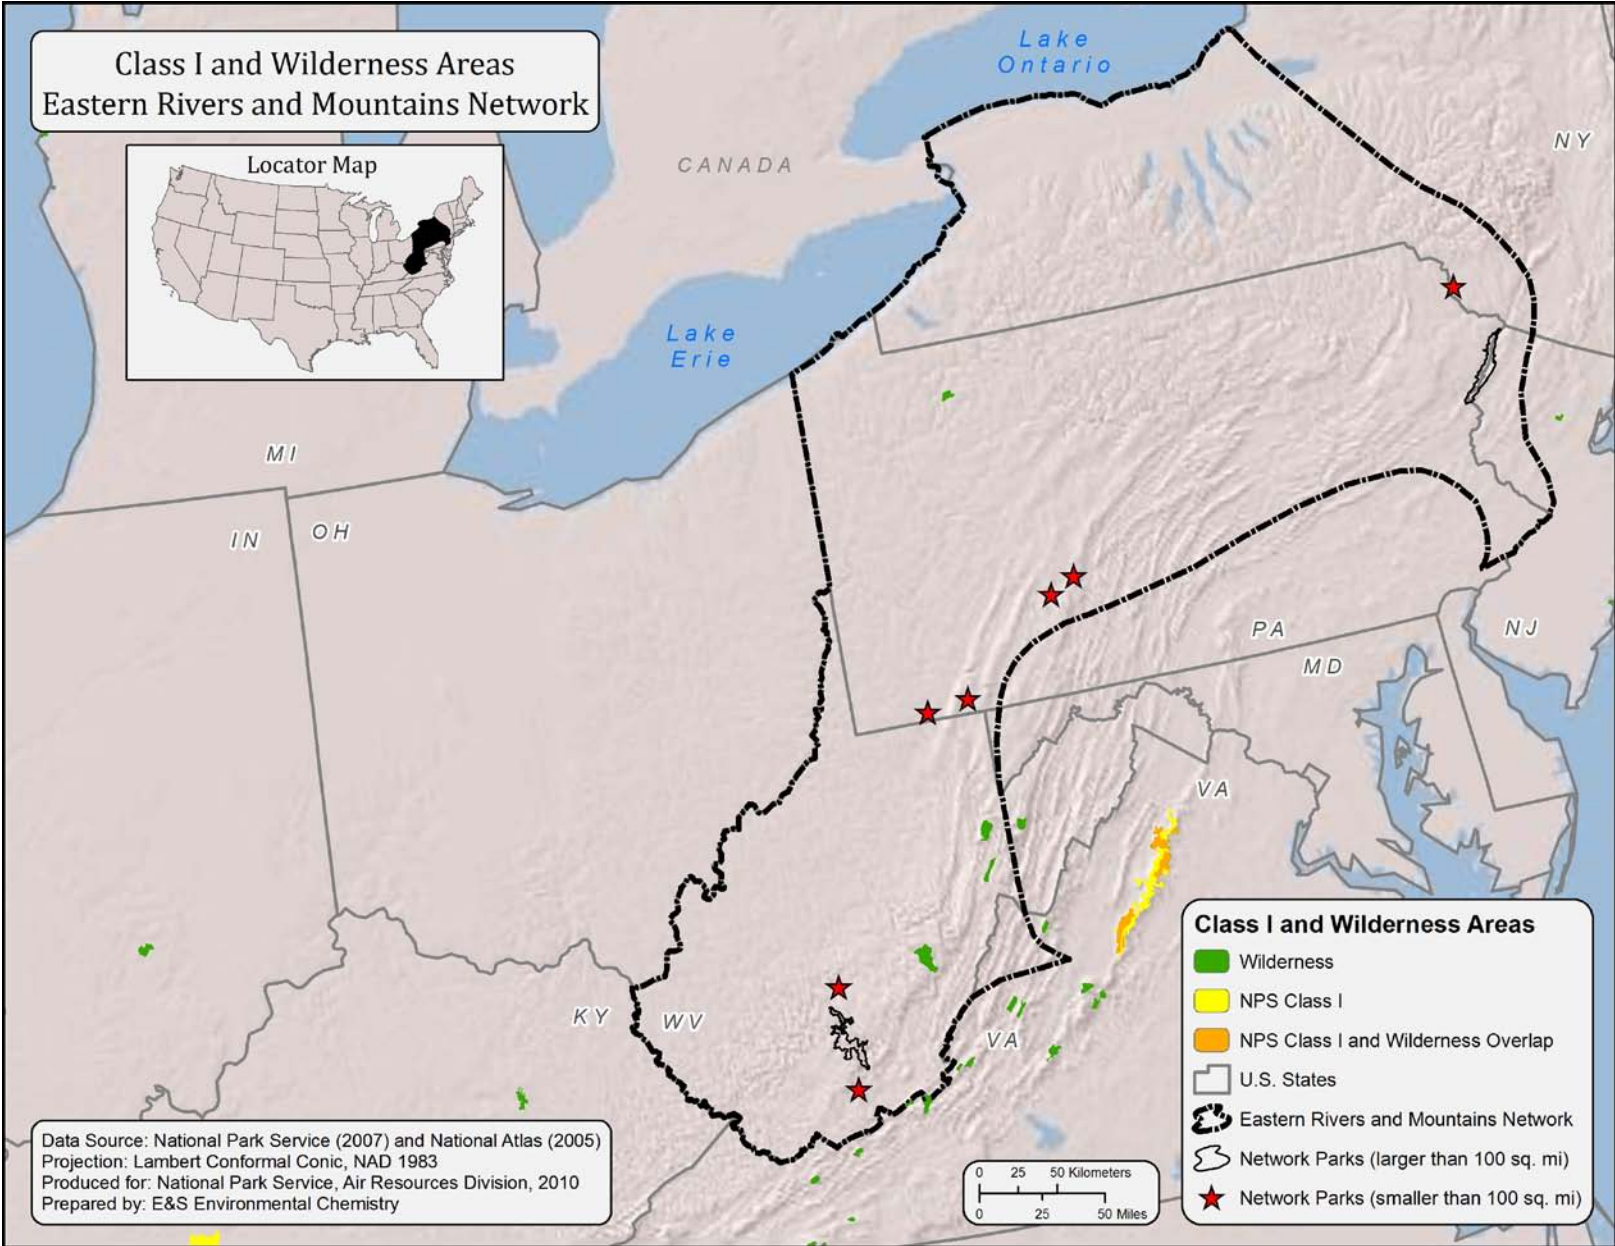 Class I and Wilderness Areas
Eastern Rivers and Mountains Network
Locator Map
Lake
Ontario
CANADA
NY
Lake
Erie
MI
IN
OH
PA
MD
NJ
VA
KY
WV
VA
Class I and Wilderness Areas
Wilderness
NPS Class I
NPS Class I and Wilderness Overlap
U.S. States
Eastern Rivers and Mountains Network
Network Parks (larger than 100 sq. mi)
Network Parks (smaller than 100 sq. mi)
0 25 50 Kilometers
0 25 50 Miles
Data Source: National Park Service (2007) and National Atlas (2005)
Projection: Lambert Conformal Conic, NAD 1983
Produced for: National Park Service, Air Resources Division, 2010
Prepared by: E&S Environmental Chemistry